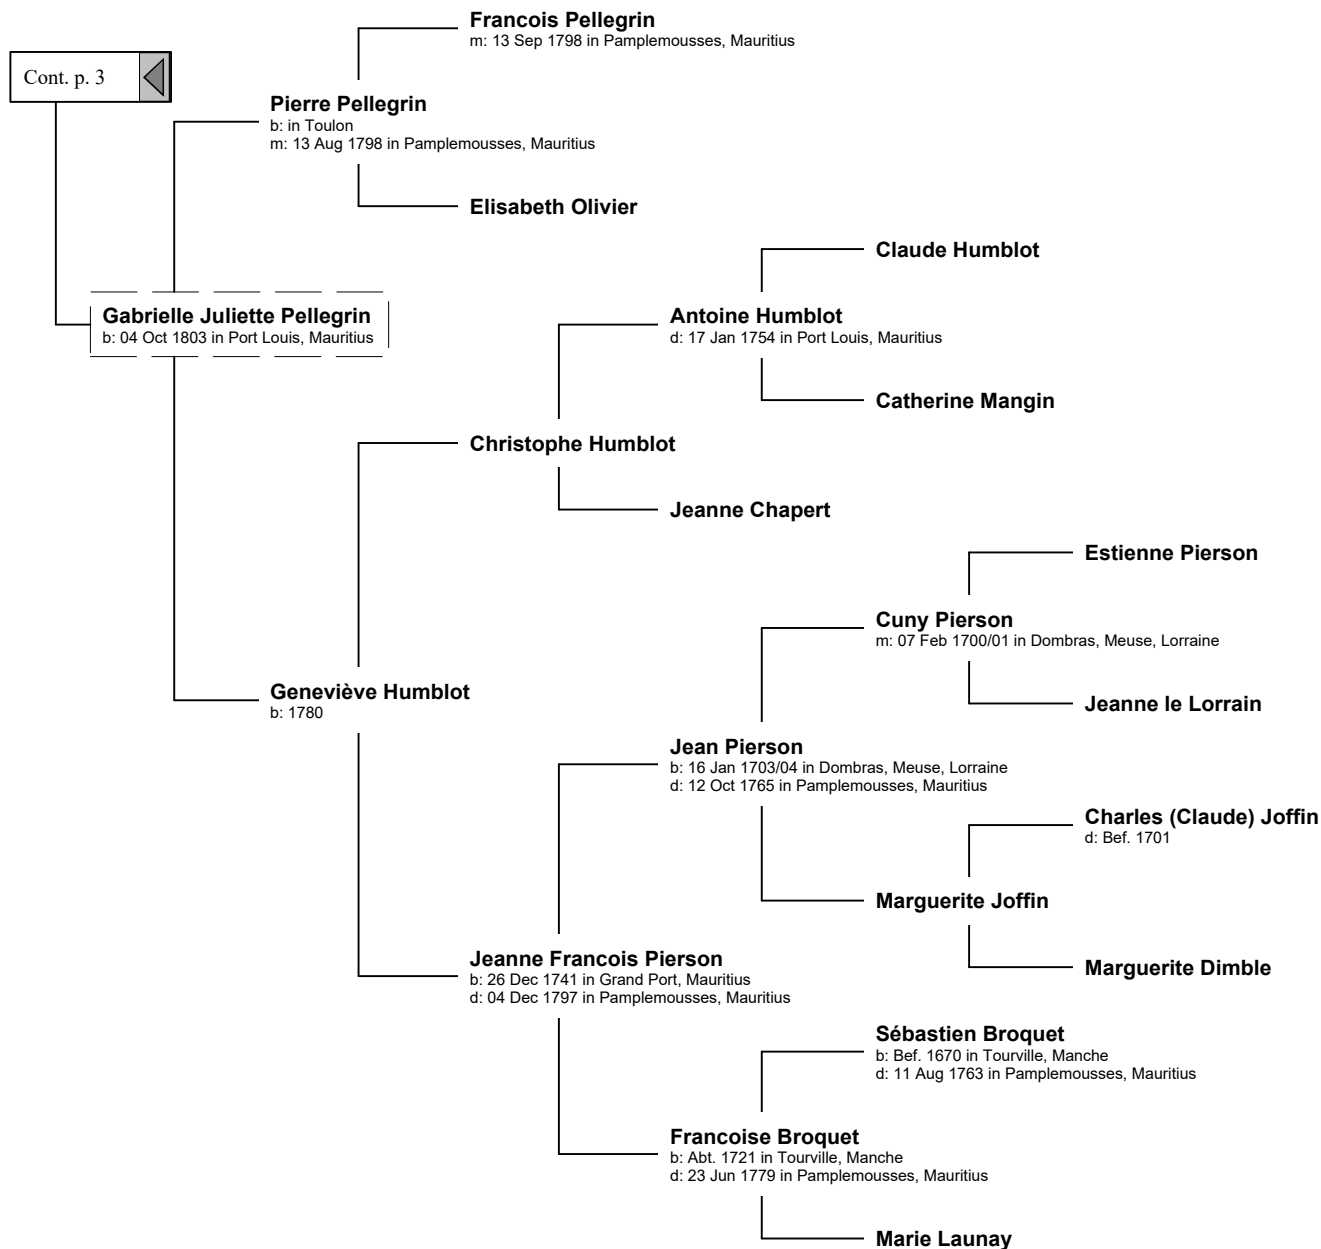 Francois Pellegrin
m: 13 Sep 1798 in Pamplemousses, Mauritius
Cont. p. 3
Pierre Pellegrin
b: in Toulon
m: 13 Aug 1798 in Pamplemousses, Mauritius
Elisabeth Olivier
Claude Humblot
Gabrielle Juliette Pellegrin
b: 04 Oct 1803 in Port Louis, Mauritius
Antoine Humblot
d: 17 Jan 1754 in Port Louis, Mauritius
Catherine Mangin
Christophe Humblot
Jeanne Chapert
Estienne Pierson
Cuny Pierson
m: 07 Feb 1700/01 in Dombras, Meuse, Lorraine
Geneviève Humblot
b: 1780
Jeanne le Lorrain
Jean Pierson
b: 16 Jan 1703/04 in Dombras, Meuse, Lorraine
d: 12 Oct 1765 in Pamplemousses, Mauritius
Charles (Claude) Joffin
d: Bef. 1701
Marguerite Joffin
Jeanne Francois Pierson
b: 26 Dec 1741 in Grand Port, Mauritius
d: 04 Dec 1797 in Pamplemousses, Mauritius
Marguerite Dimble
Sébastien Broquet
b: Bef. 1670 in Tourville, Manche
d: 11 Aug 1763 in Pamplemousses, Mauritius
Francoise Broquet
b: Abt. 1721 in Tourville, Manche
d: 23 Jun 1779 in Pamplemousses, Mauritius
Marie Launay